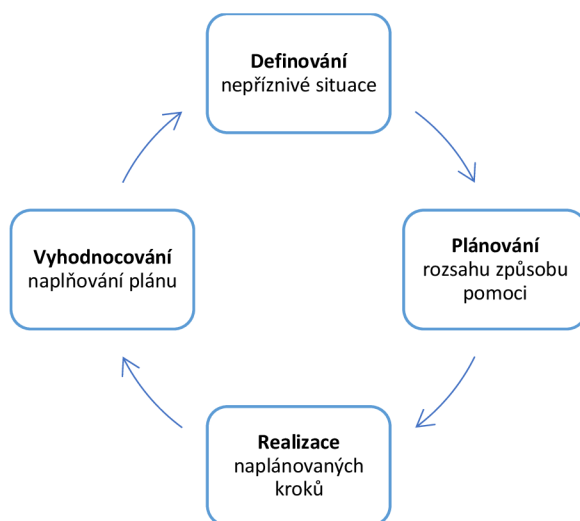 Definování
nepříznivé situace
Plánování
rozsahu způsobu
pomoci
Realizace
naplánovaných
kroků
Vyhodnocování
naplňování plánu